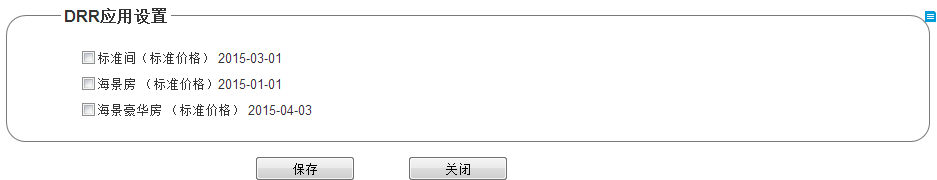 DRR应用设置
标准间（标准价格） 2015-03-01
海景房 （标准价格）2015-01-01
海景豪华房 （标准价格） 2015-04-03
保存 关闭